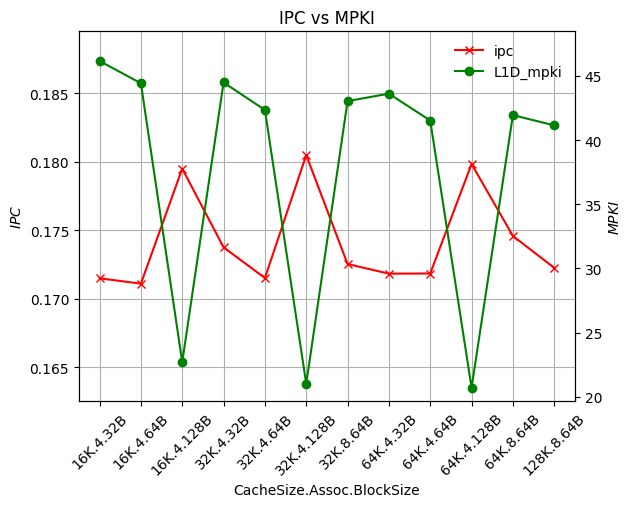 IPC vs MPKI
ipc
L1D_mpki
0.185
0.180
0.175
0.170
0.165
IPC
45
40
35
30
25
20
MPKI
16K.4.32B
16K.4.64B
16K.4.128B
32K.4.32B
32K.4.64B
32K.4.128B
32K.8.64B
64K.4.32B
64K.4.64B
64K.4.128B
64K.8.64B
128K.8.64B
CacheSize.Assoc.BlockSize